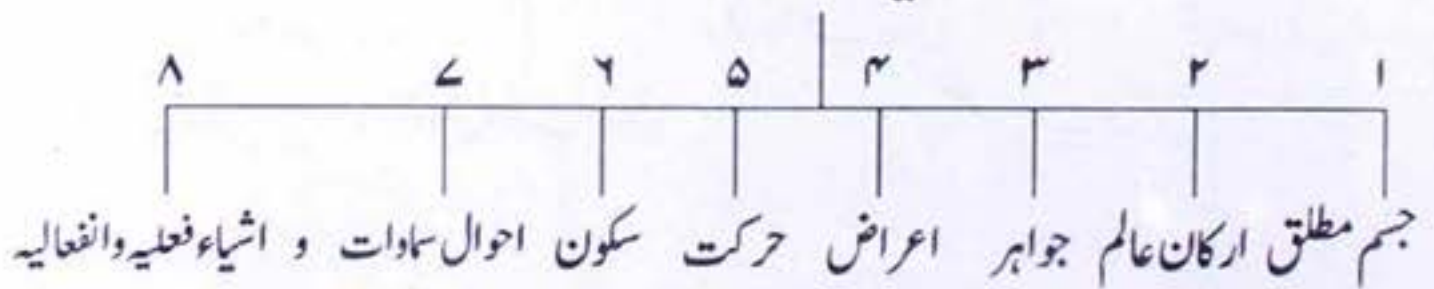 ۱ ۲ ۳ ۴ ۵ ۶ ۷ ۸
جسم مطلق ارکان عالم جواہر اعراض حرکت سکون احوال سماوات و اشیاء فعلیہ وانفعالیہ